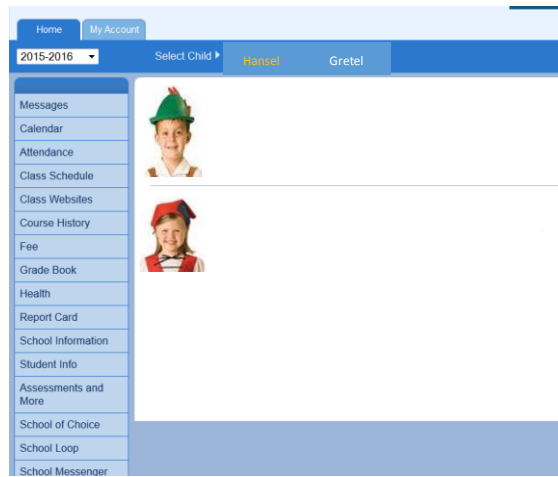 Home My Account
2015-2016 Select Child Hansel Gretel
Messages
Calendar
Attendance
Class Schedule
Class Websites
Course History
Fee
Grade Book
Health
Report Card
School Information
Student Info
Assessments and
More
School of Choice
School Loop
School Messenger